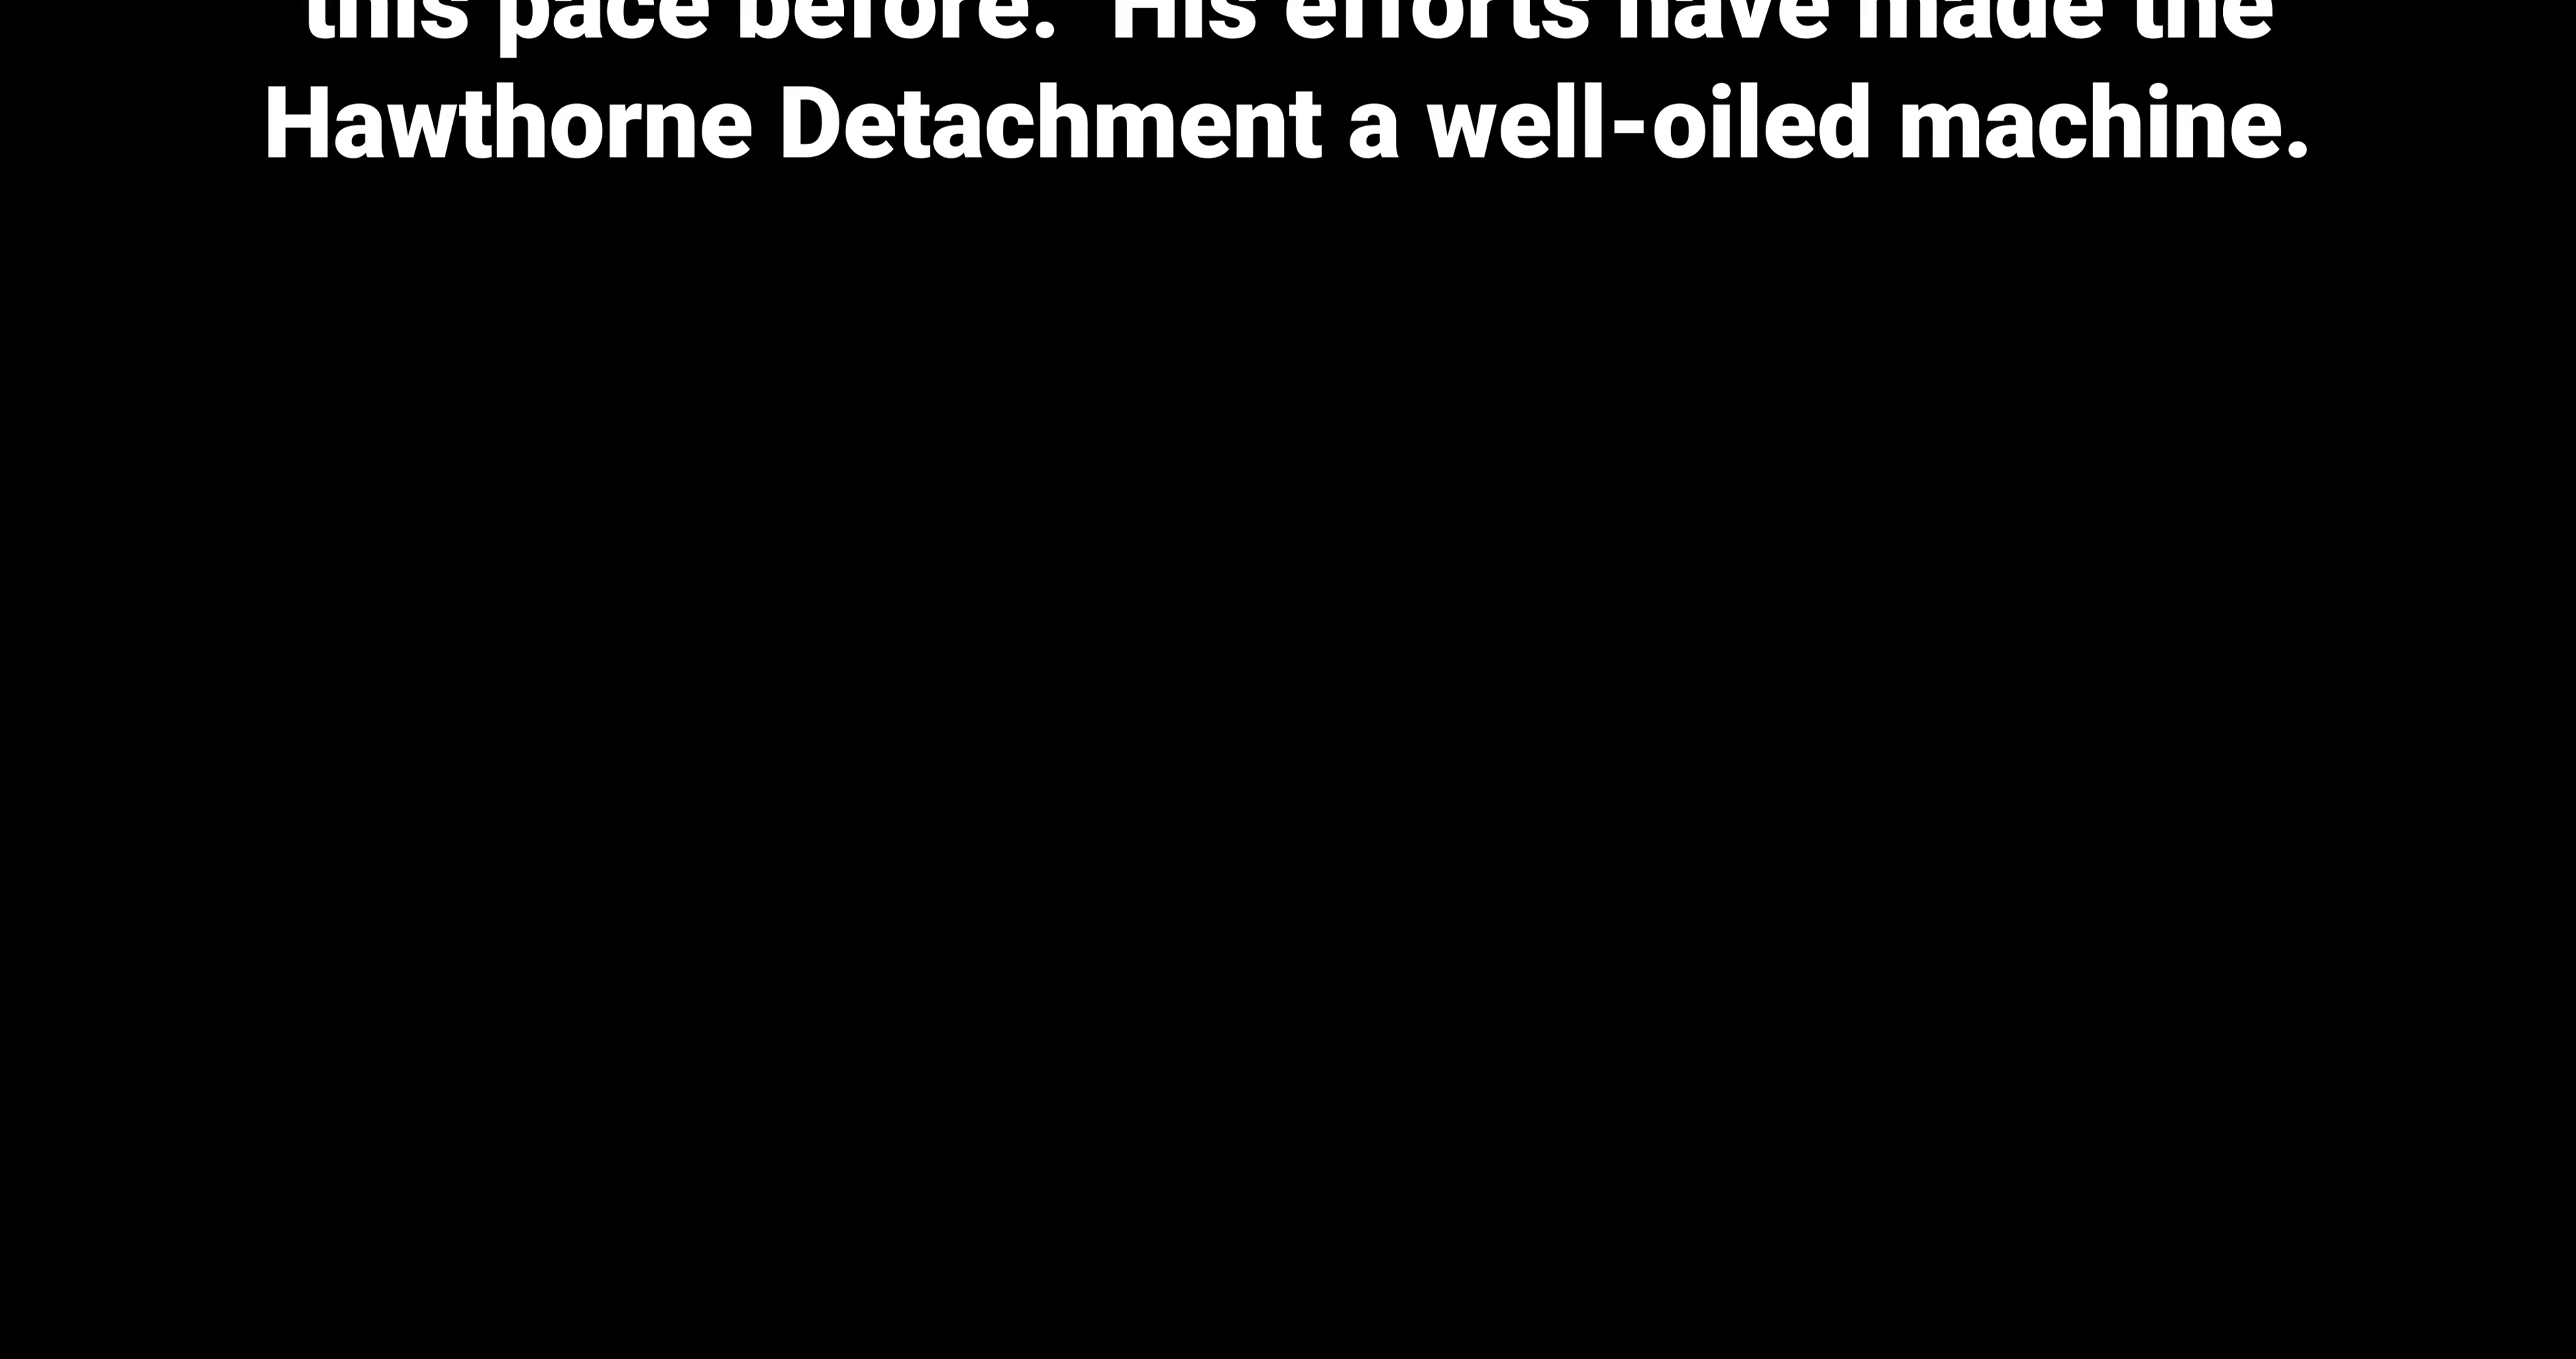 this pace before.  His efforts have made the
Hawthorne Detachment a well-oiled machine.